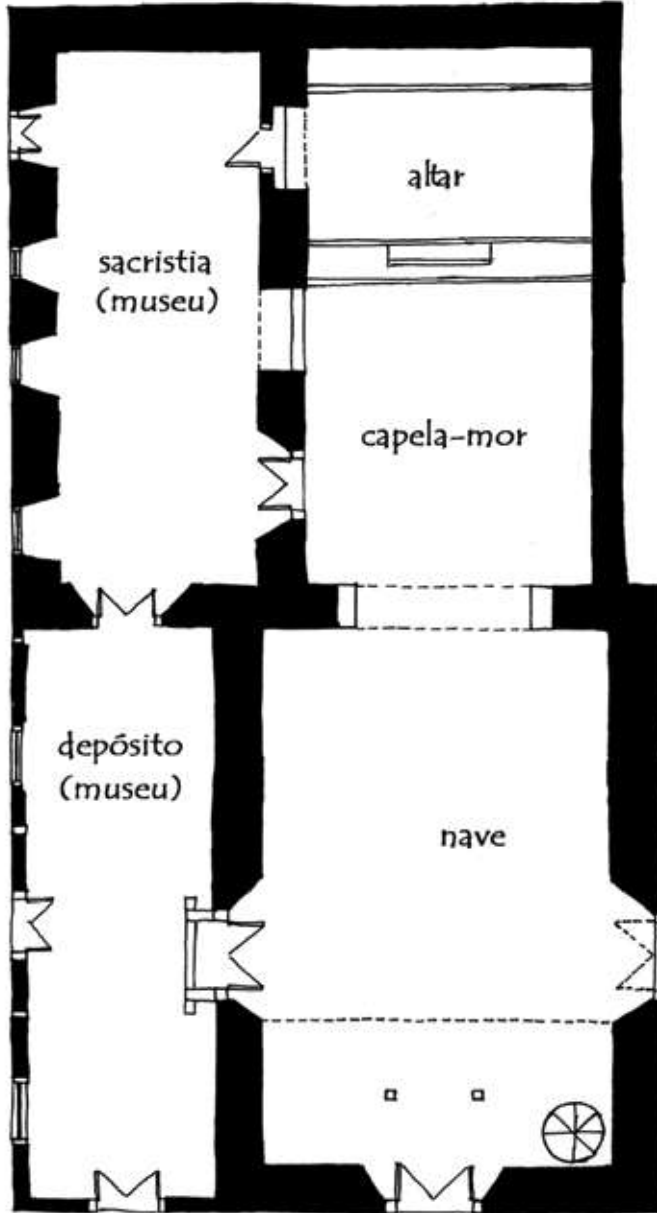 altar
sacristia
(museu)
capela-mor
depósito
(museu)
nave